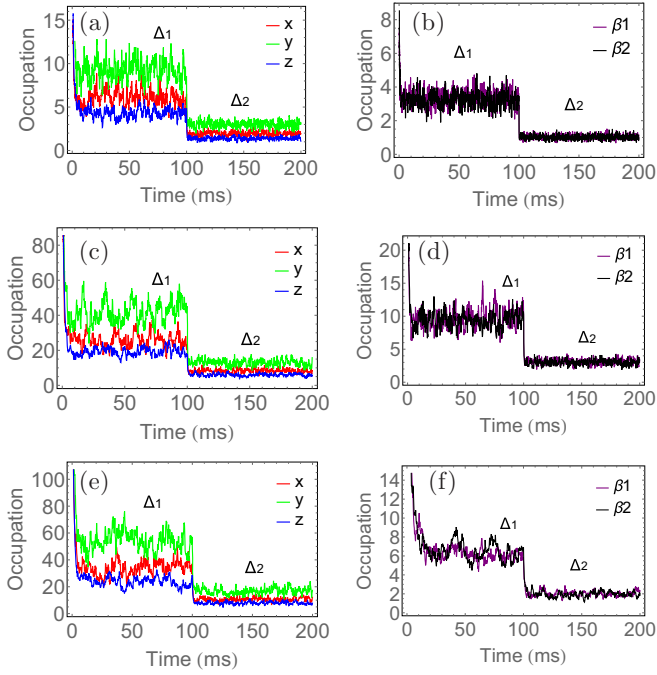 (a)
Δ1
Δ2
x
y
z
Occupation
15
10
5
0
0 50 100 150 200
Time (ms)
(b)
Δ1
Δ2
β1
β2
Occupation
8
6
4
2
0
0 50 100 150 200
Time (ms)
(c)
Δ1
Δ2
x
y
z
Occupation
80
60
40
20
0
0 50 100 150 200
Time (ms)
(d)
Δ1
Δ2
β1
β2
Occupation
20
15
10
5
0
0 50 100 150 200
Time (ms)
(e)
Δ1
Δ2
x
y
z
Occupation
100
80
60
40
20
0
0 50 100 150 200
Time (ms)
(f)
Δ1
Δ2
β1
β2
Occupation
14
12
10
8
6
4
2
0
0 50 100 150 200
Time (ms)